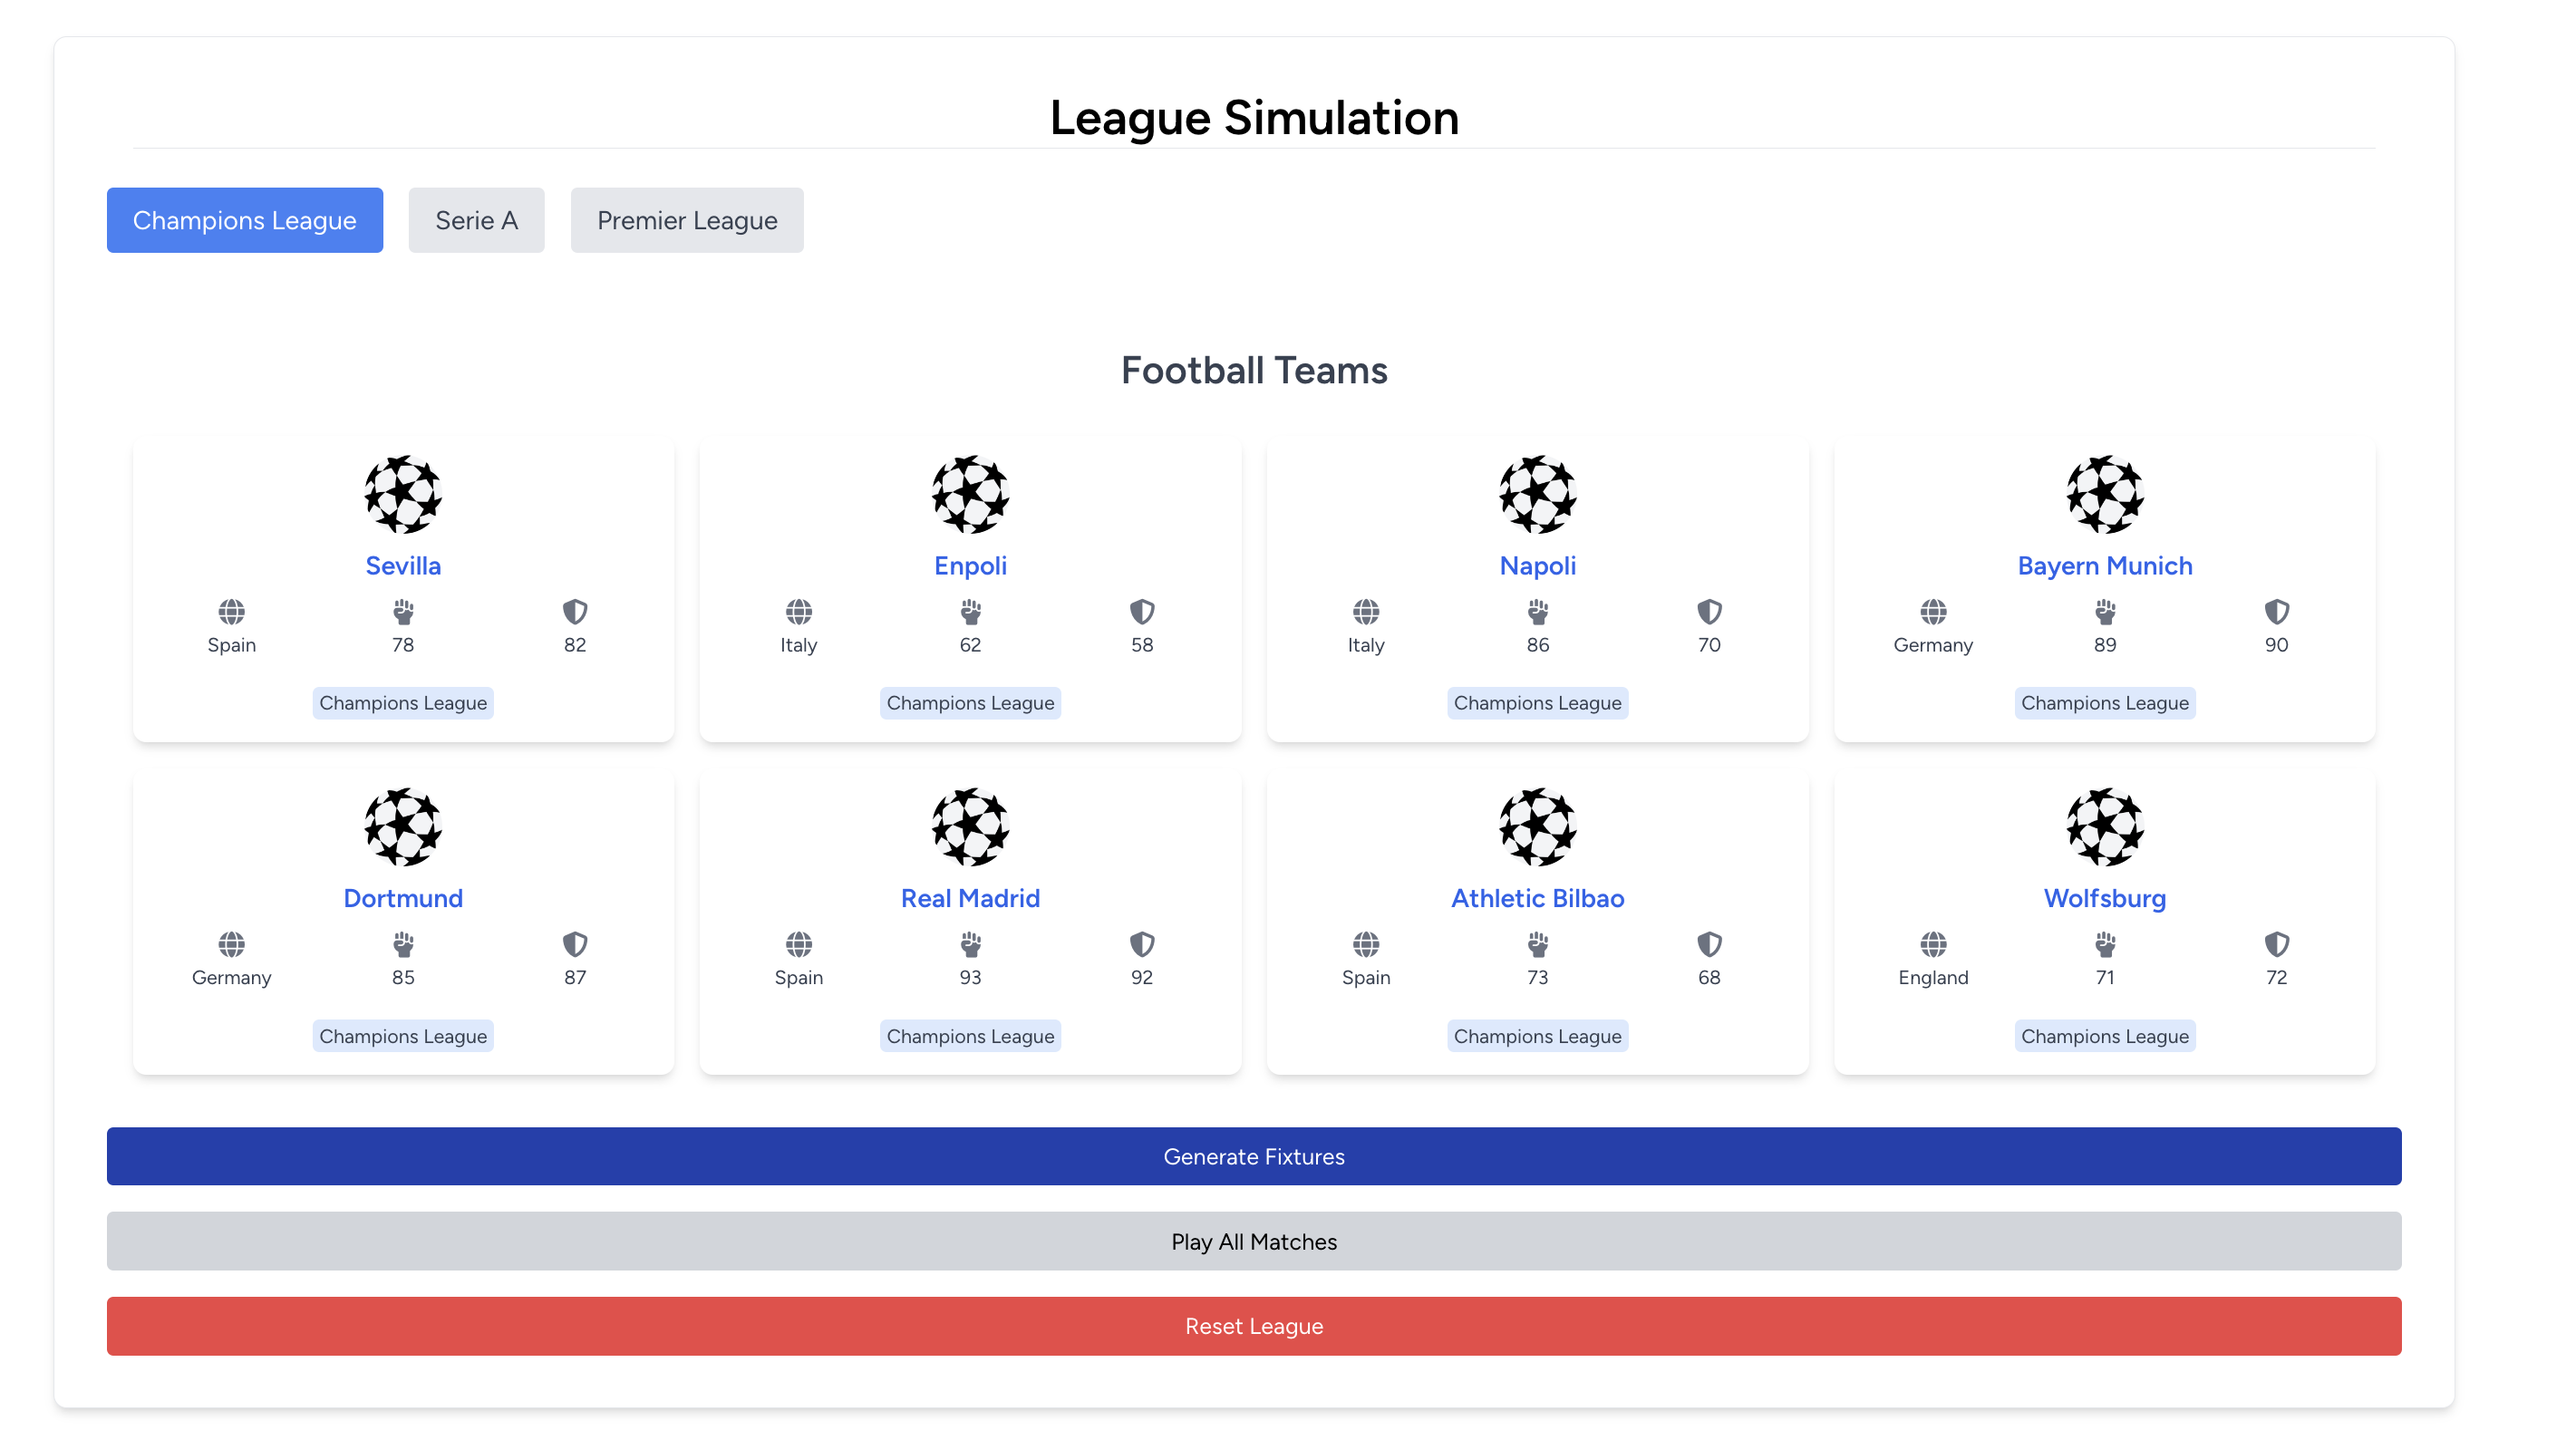 League Simulation
Champions League Serie A Premier League
Football Teams
Sevilla Enpoli Napoli Bayern Munich
Spain 78 82 Italy 62 58 Italy 86 70 Germany 89 90
Champions League Champions League Champions League Champions League
Dortmund Real Madrid Athletic Bilbao Wolfsburg
Germany 85 87 Spain 93 92 Spain 73 68 England 71 72
Champions League Champions League Champions League Champions League
Generate Fixtures
Play All Matches
Reset League